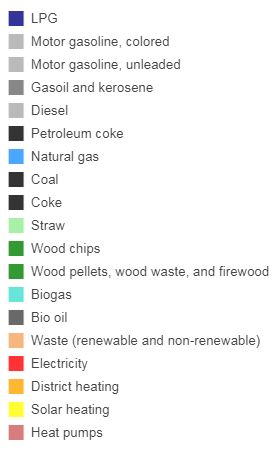 LPG
Motor gasoline, colored
Motor gasoline, unleaded
Gasoil and kerosene
Diesel
Petroleum coke
Natural gas
Coal
Coke
Straw
Wood chips
Wood pellets, wood waste, and firewood
Biogas
Bio oil
Waste (renewable and non-renewable)
Electricity
District heating
Solar heating
Heat pumps